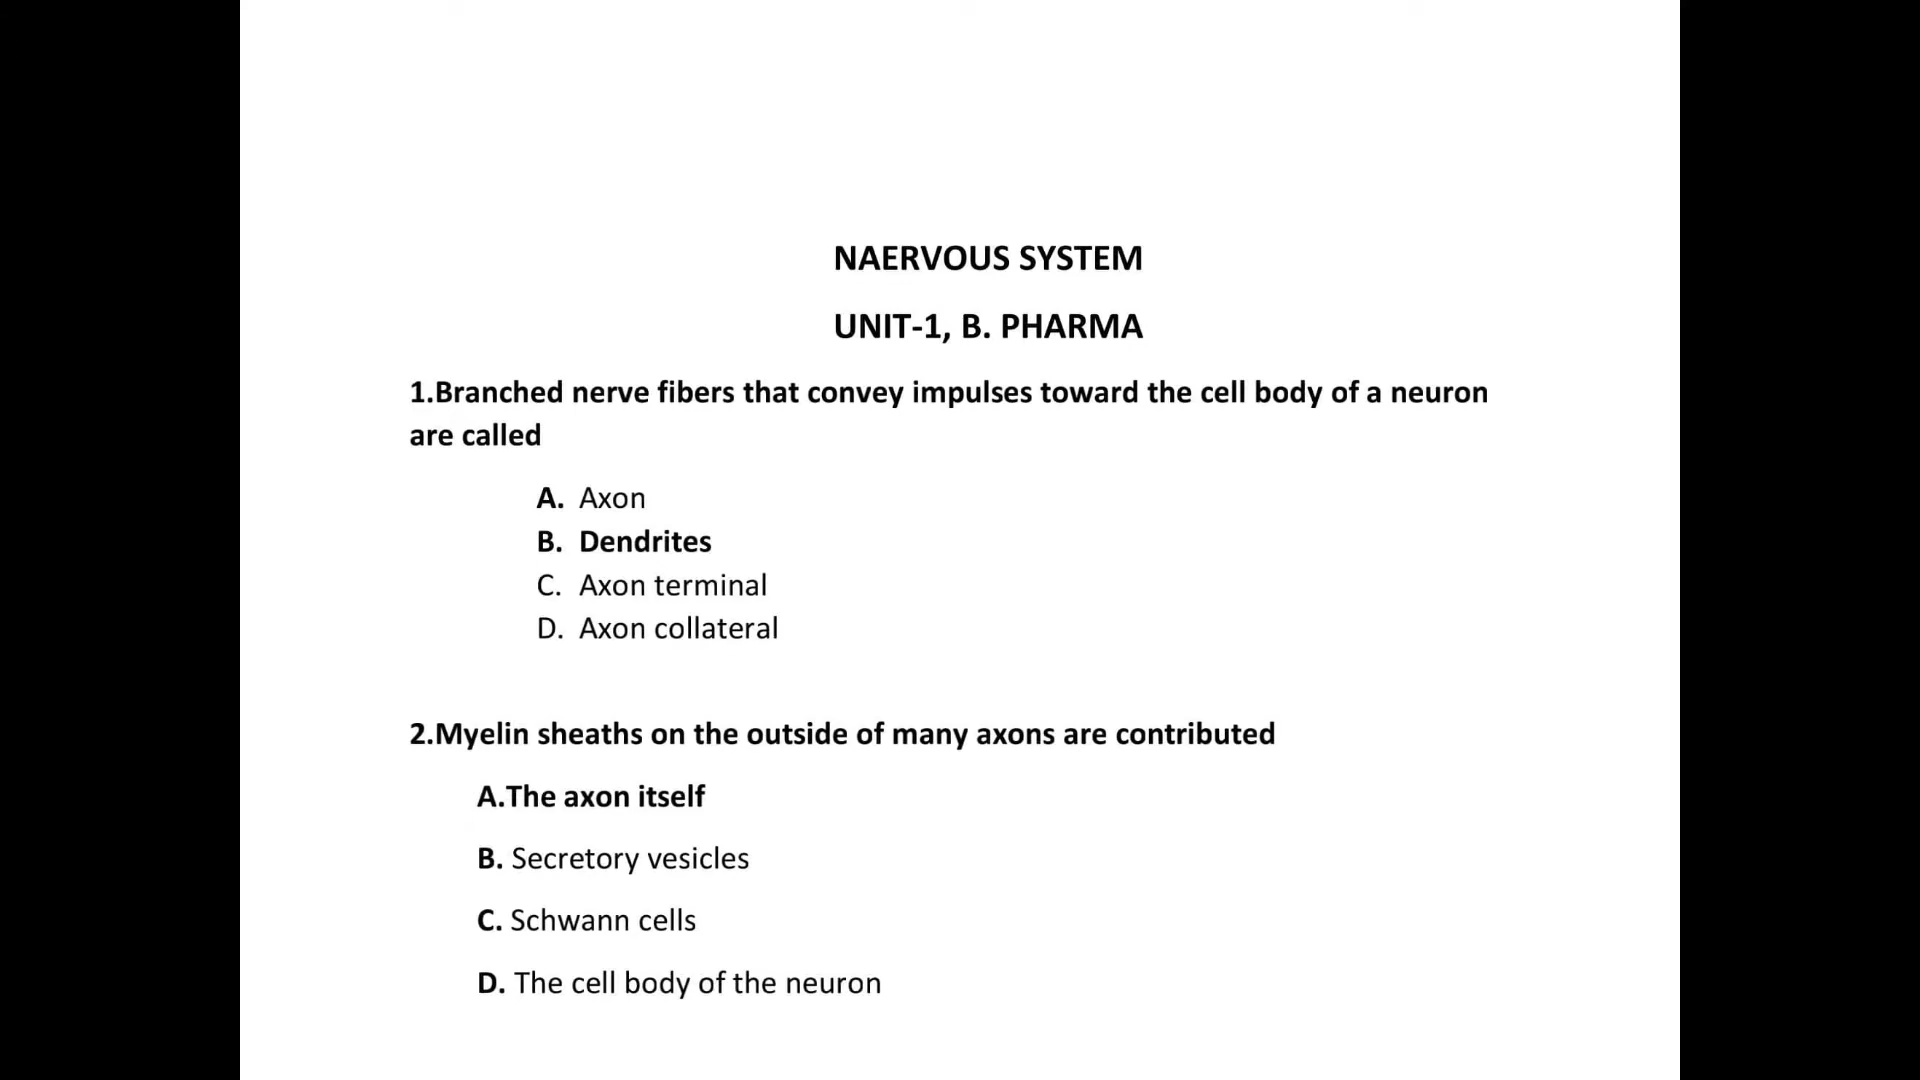 NAERVOUS SYSTEM
UNIT-1, B. PHARMA
1.Branched nerve fibers that convey impulses toward the cell body of a neuron
are called
A. Axon
B. Dendrites
C. Axon terminal
D. Axon collateral
2.Myelin sheaths on the outside of many axons are contributed
A.The axon itself
B. Secretory vesicles
C. Schwann cells
D. The cell body of the neuron